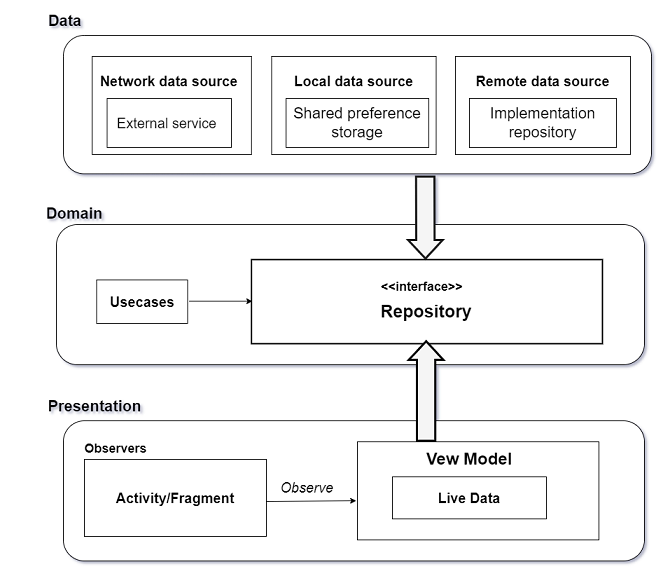 Data
Network data source
External service
Local data source
Shared preference
storage
Remote data source
Implementation
repository
Domain
Usecases
<<interface>>
Repository
Presentation
Observers
Activity/Fragment
Observe
Vew Model
Live Data